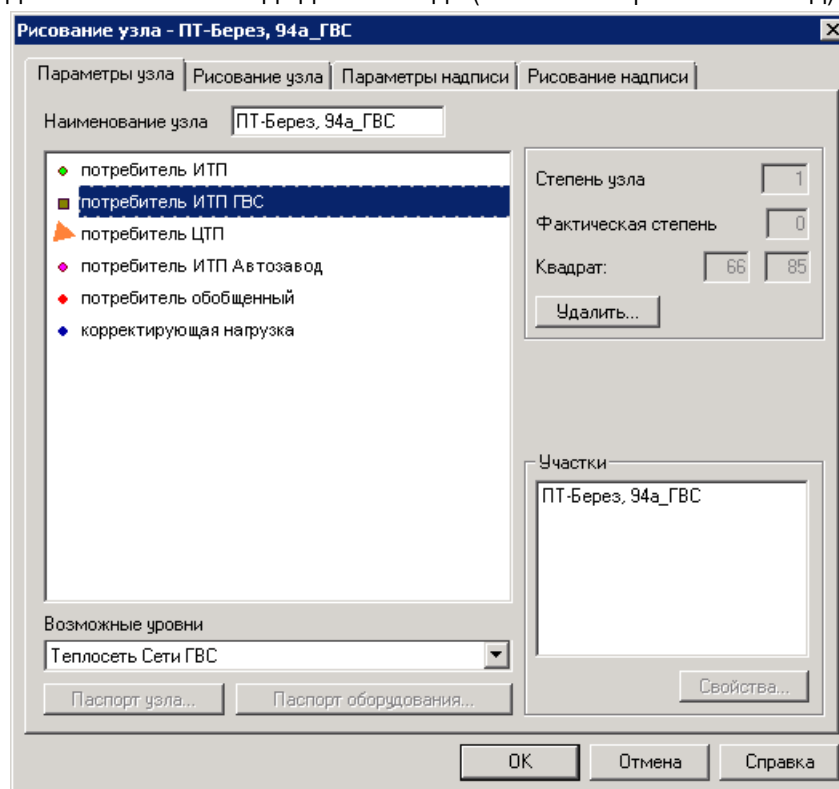 Рисование узла - ПТ-Берез, 94а_ГВС
Параметры узла Рисование узла Параметры надписи Рисование надписи
Наименование узла ПТ-Берез, 94а_ГВС
потребитель ИТП
потребитель ИТП ГВС
потребитель ЦТП
потребитель ИТП Автозавод
потребитель обобщенный
корректирующая нагрузка
Степень узла 1
Фактическая степень 0
Квадрат: 66 85
Удалить...
Участки
ПТ-Берез, 94а_ГВС
Возможные уровни
Теплосеть Сети ГВС
Паспорт узла... Паспорт оборудования...
Свойства...
OK Отмена Справка